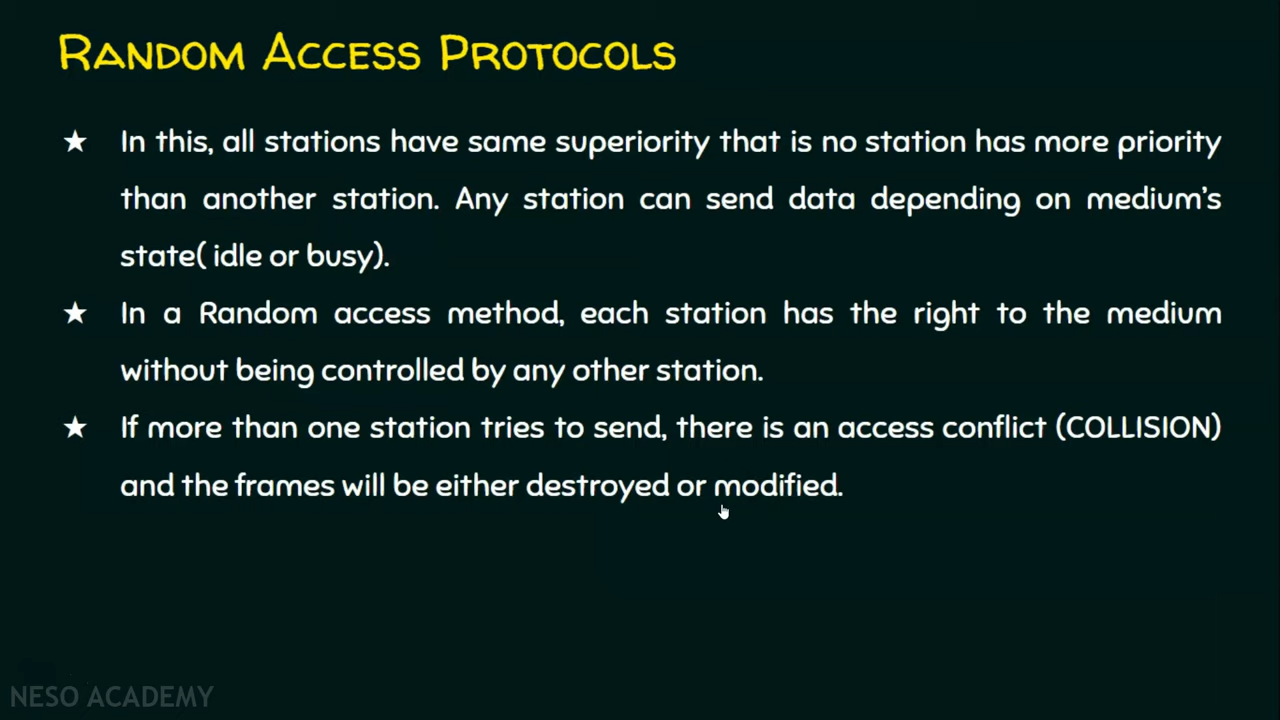 RANDOM ACCESS PROTOCOLS
★ In this, all stations have same superiority that is no station has more priority
than another station. Any station can send data depending on medium's
state( idle or busy).
★ In a Random access method, each station has the right to the medium
without being controlled by any other station.
★ If more than one station tries to send, there is an access conflict (COLLISION)
and the frames will be either destroyed or modified.
NESO ACADEMY